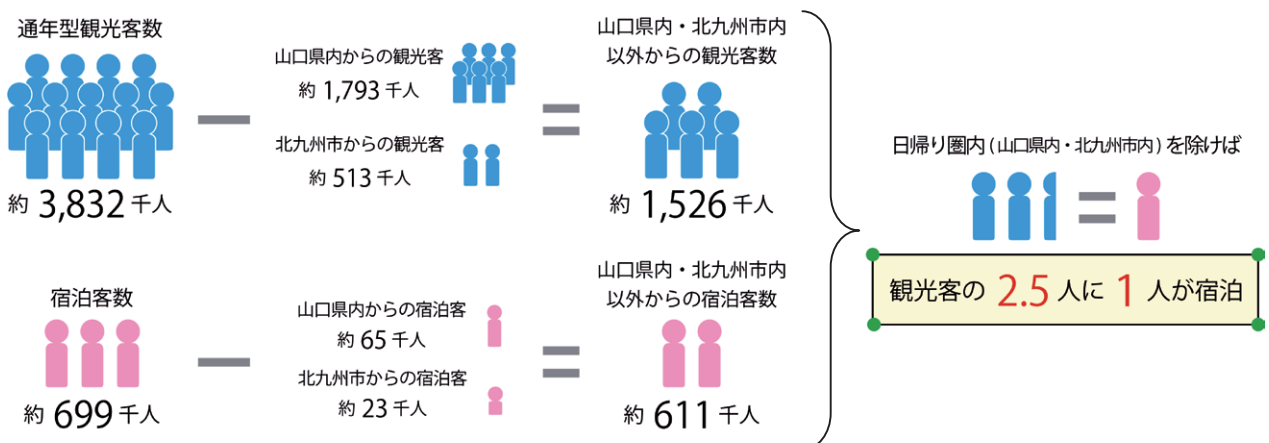 通年型観光客数
約 3,832 千人
山口県内からの観光客
約 1,793 千人
北九州市からの観光客
約 513 千人
山口県内・北九州市内
以外からの観光客数
約 1,526 千人
宿泊客数
約 699 千人
山口県内からの宿泊客
約 65 千人
北九州市からの宿泊客
約 23 千人
山口県内・北九州市内
以外からの宿泊客数
約 611 千人
日帰り圏内(山口県内・北九州市内)を除けば
観光客の 2.5 人に 1 人が宿泊